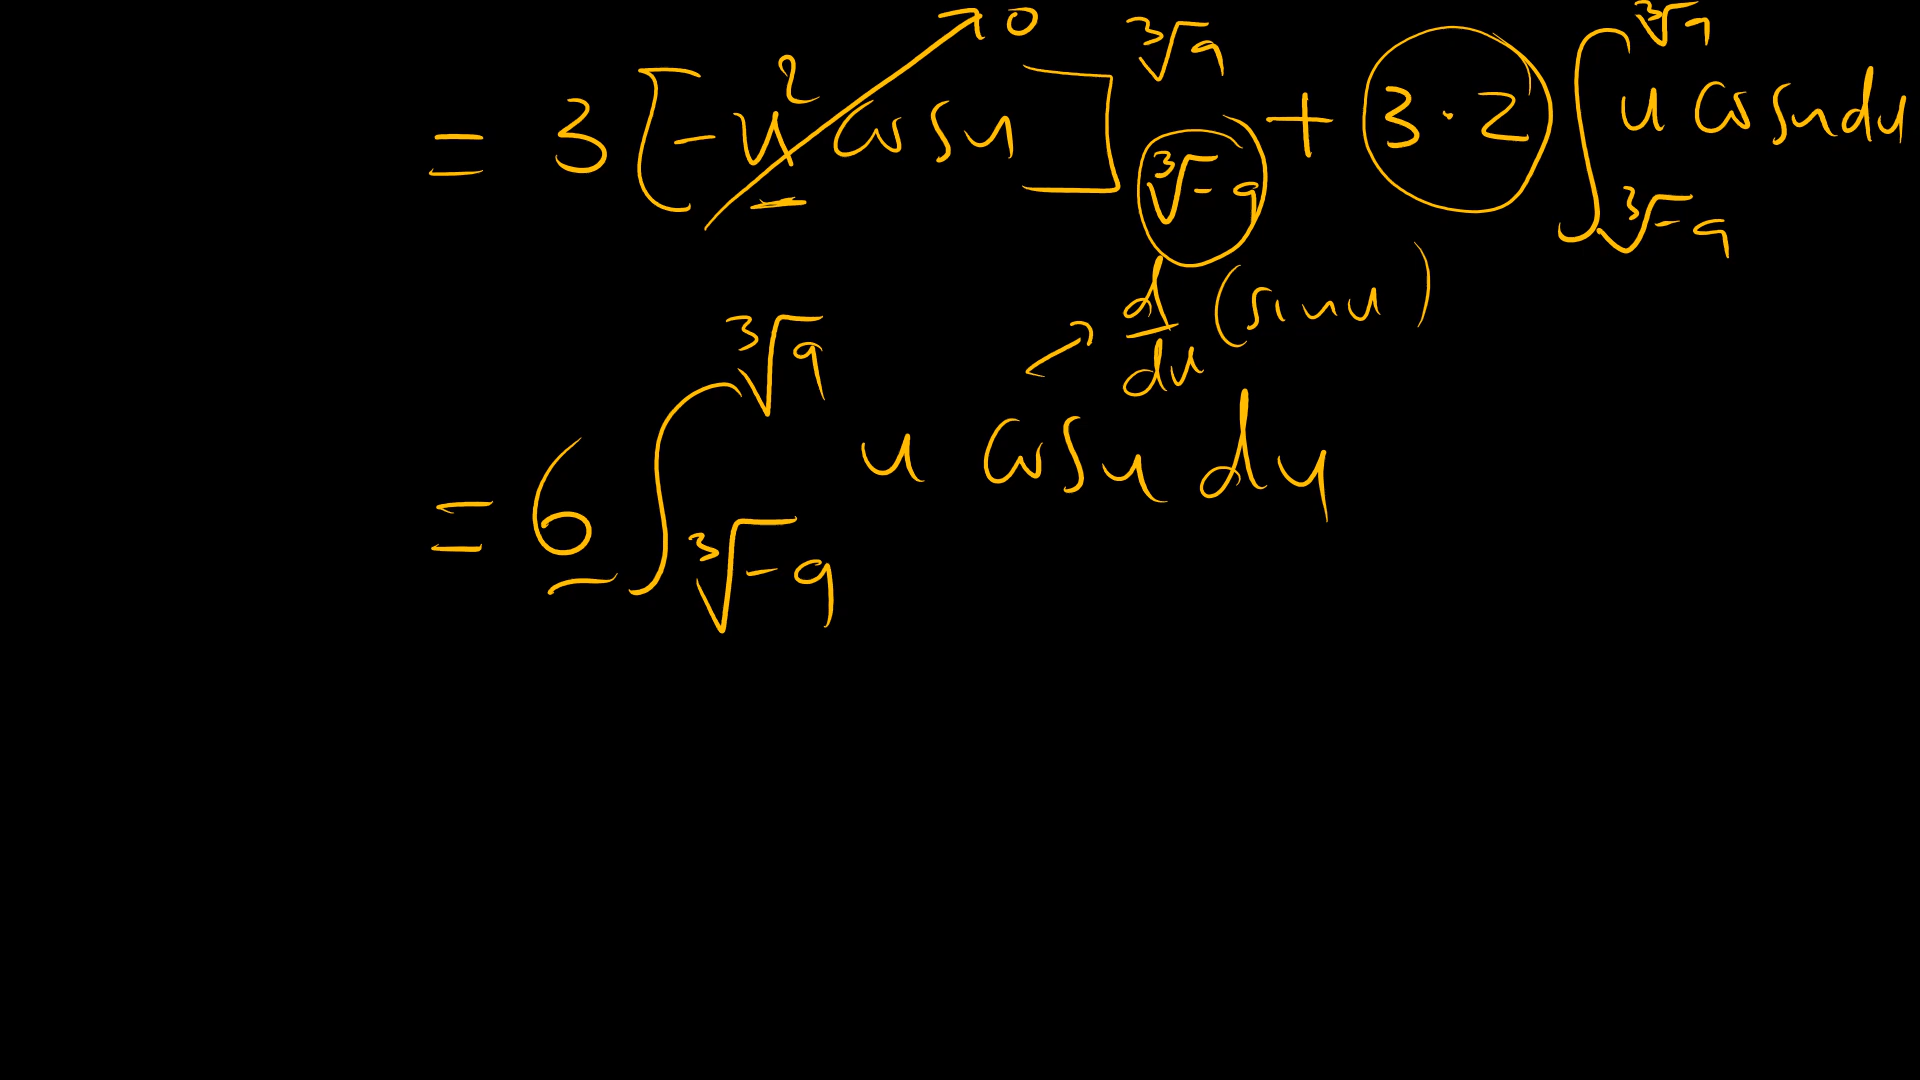 = 3 [-u² cos u]^{∛9}_{∛-9} + 3·2 ∫_{∛-9}^{∛9} u cos u du
0
d/du (sin u)
= 6 ∫_{∛-9}^{∛9} u cos u du